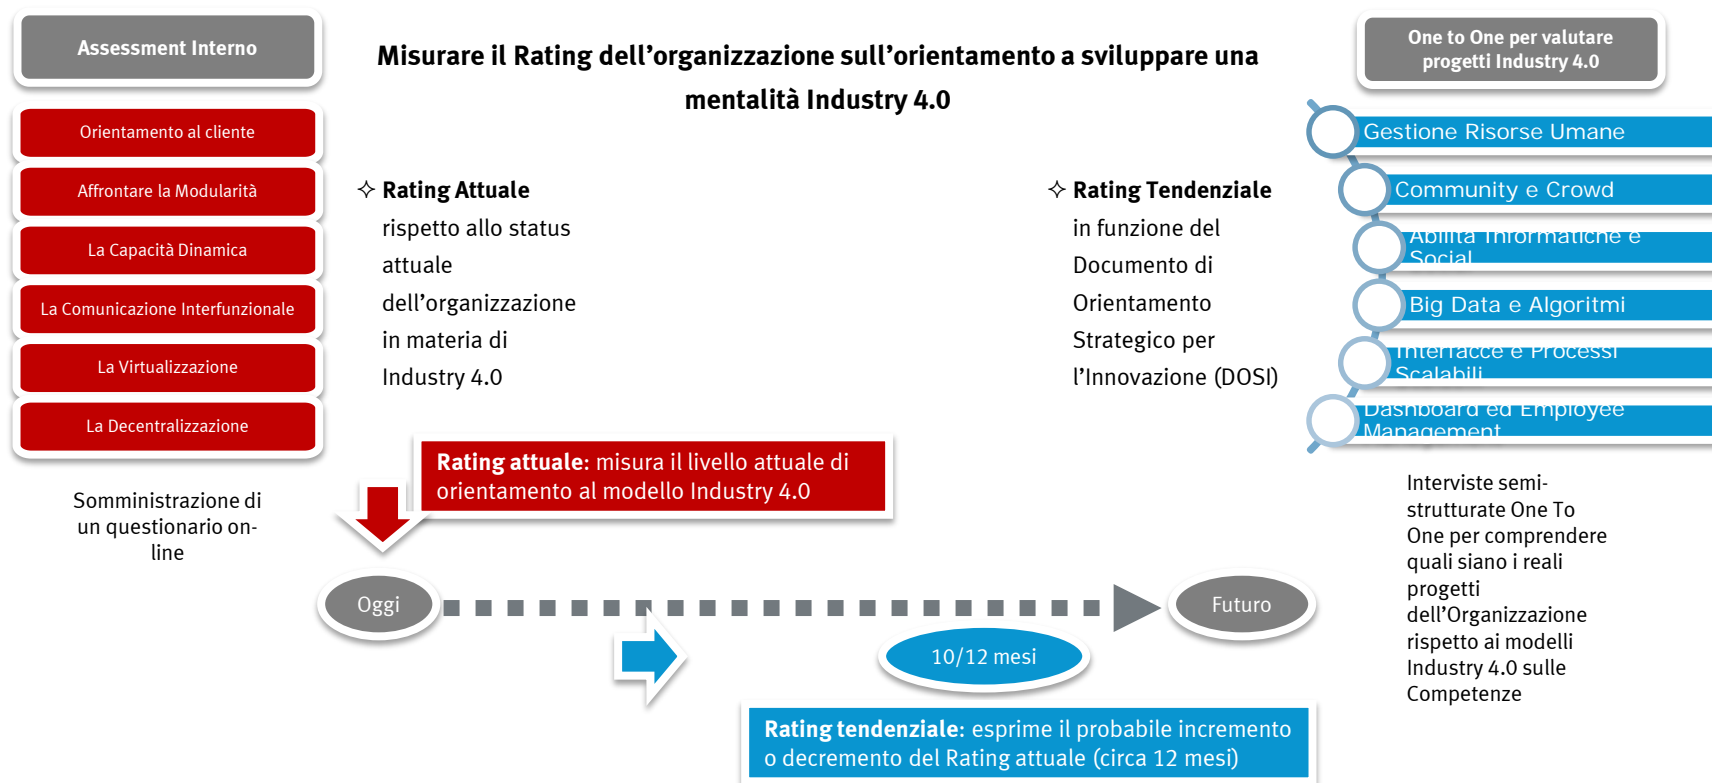 Assessment Interno
Orientamento al cliente
Affrontare la Modularità
La Capacità Dinamica
La Comunicazione Interfunzionale
La Virtualizzazione
La Decentralizzazione
Somministrazione di
un questionario on-
line
Misurare il Rating dell’organizzazione sull’orientamento a sviluppare una
mentalità Industry 4.0
Rating Attuale
rispetto allo status
attuale
dell’organizzazione
in materia di
Industry 4.0
Rating Tendenziale
in funzione del
Documento di
Orientamento
Strategico per
l’Innovazione (DOSI)
Rating attuale: misura il livello attuale di
orientamento al modello Industry 4.0
Oggi
Futuro
10/12 mesi
Rating tendenziale: esprime il probabile incremento
o decremento del Rating attuale (circa 12 mesi)
One to One per valutare
progetti Industry 4.0
Gestione Risorse Umane
Community e Crowd
Abilità Informatiche e
Social
Big Data e Algoritmi
Interfacce e Processi
Scalabili
Dashboard ed Employee
Management
Interviste semi-
strutturate One To
One per comprendere
quali siano i reali
progetti
dell’Organizzazione
rispetto ai modelli
Industry 4.0 sulle
Competenze